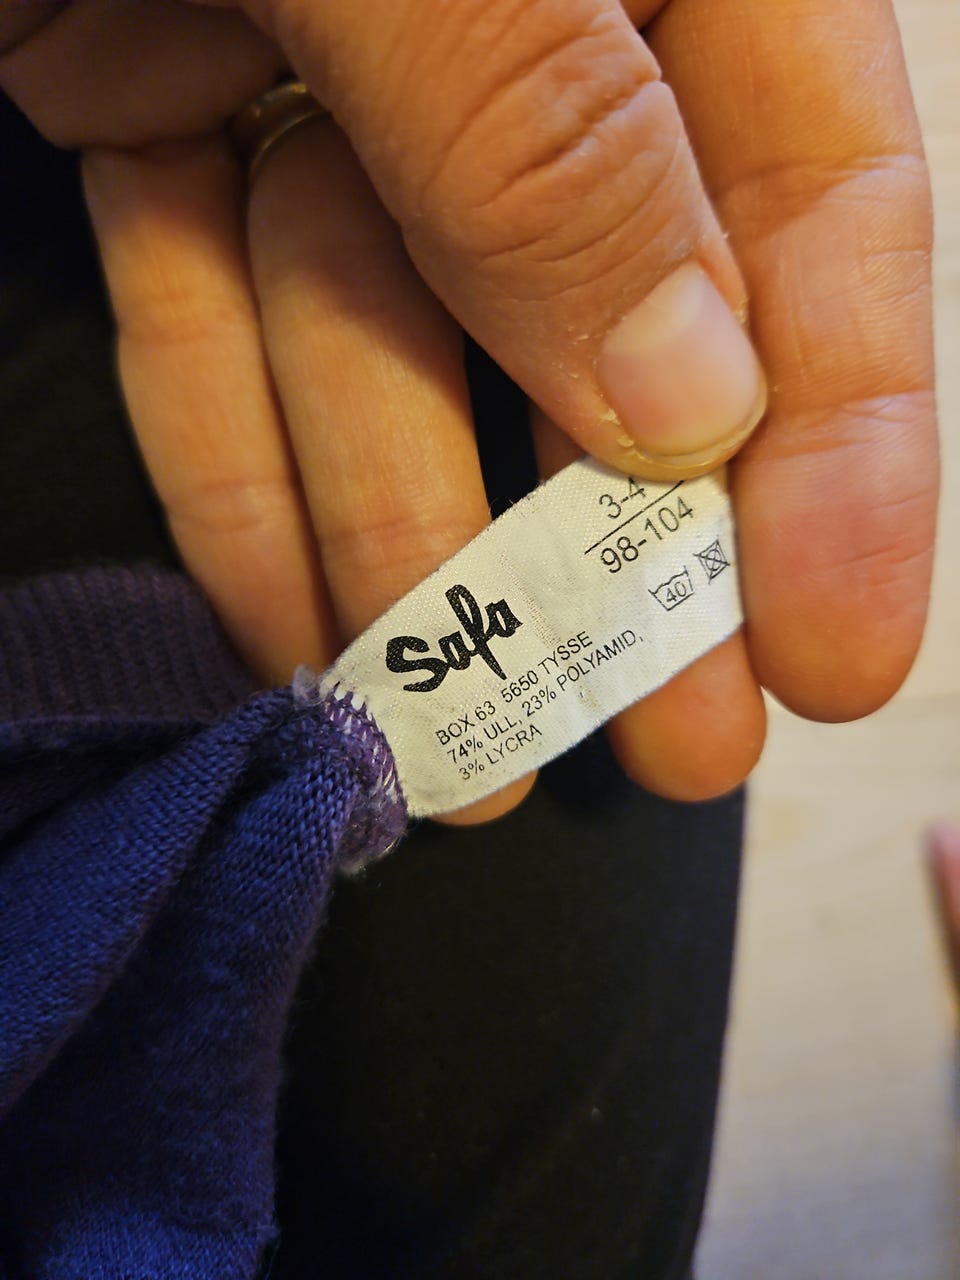 3-4
98-104
40
Safa
BOX 63 5650 TYSSE
74% ULL, 23% POLYAMID,
3% LYCRA